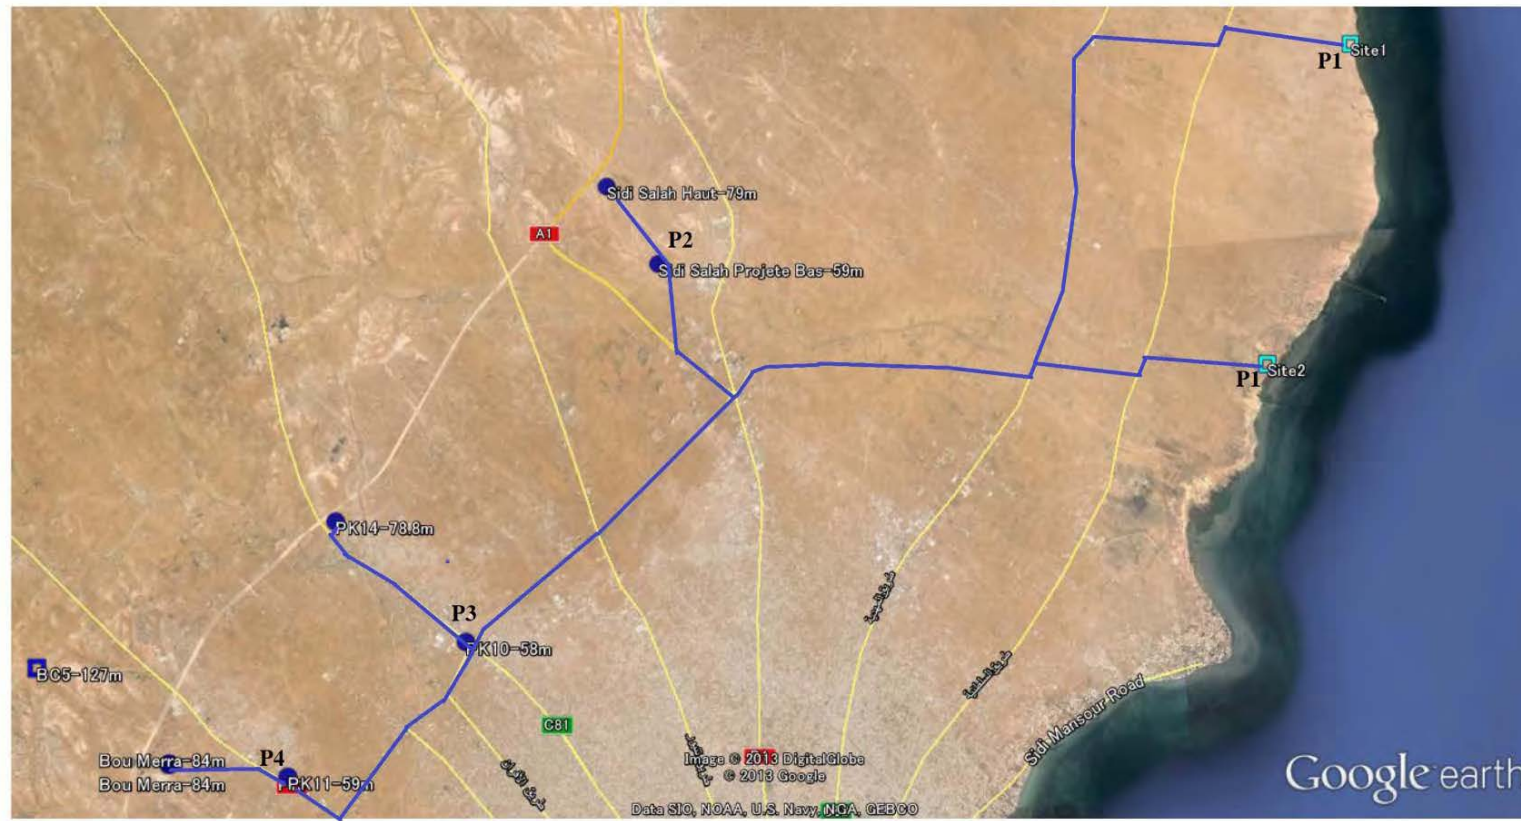 Site1
P1
Sidi Salah Haut-79m
A1
P2
Sidi Salah Projete Bas-59m
Site2
P1
PK14-78.8m
P3
PK10-58m
BC5-127m
C81
Sidi Mansour Road
Bou Merra-84m
P4
Bou Merra-84m
PK11-59m
Image © 2013 DigitalGlobe
© 2013 Google
Data SIO, NOAA, U.S. Navy, NGA, GEBCO
Google earth